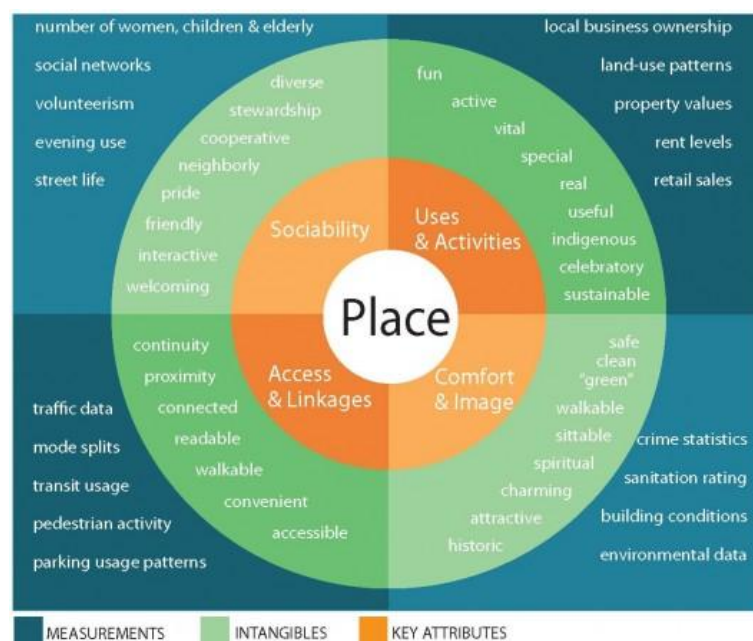 number of women, children & elderly
social networks
volunteerism
evening use
street life
diverse
stewardship
cooperative
neighborly
pride
friendly
interactive
welcoming
Sociability
local business ownership
land-use patterns
property values
rent levels
retail sales
fun
active
vital
special
real
useful
indigenous
celebratory
sustainable
Uses
& Activities
Place
continuity
proximity
connected
readable
walkable
convenient
accessible
Access
& Linkages
traffic data
mode splits
transit usage
pedestrian activity
parking usage patterns
Comfort
& Image
safe
clean
"green"
walkable
sittable
spiritual
charming
attractive
historic
crime statistics
sanitation rating
building conditions
environmental data
MEASUREMENTS
INTANGIBLES
KEY ATTRIBUTES